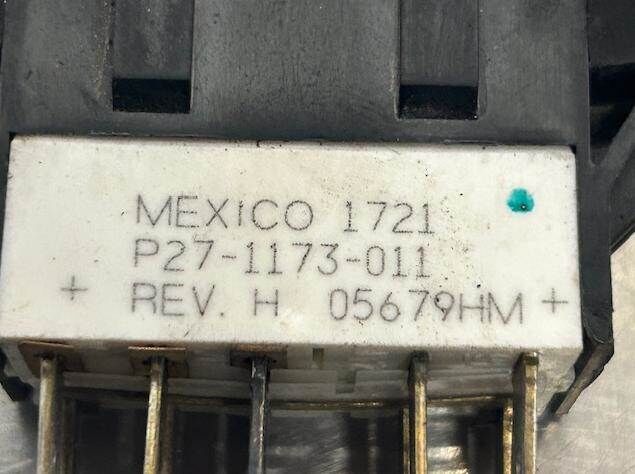 MEXICO 1721
P27-1173-011
+ REV. H 05679HM +